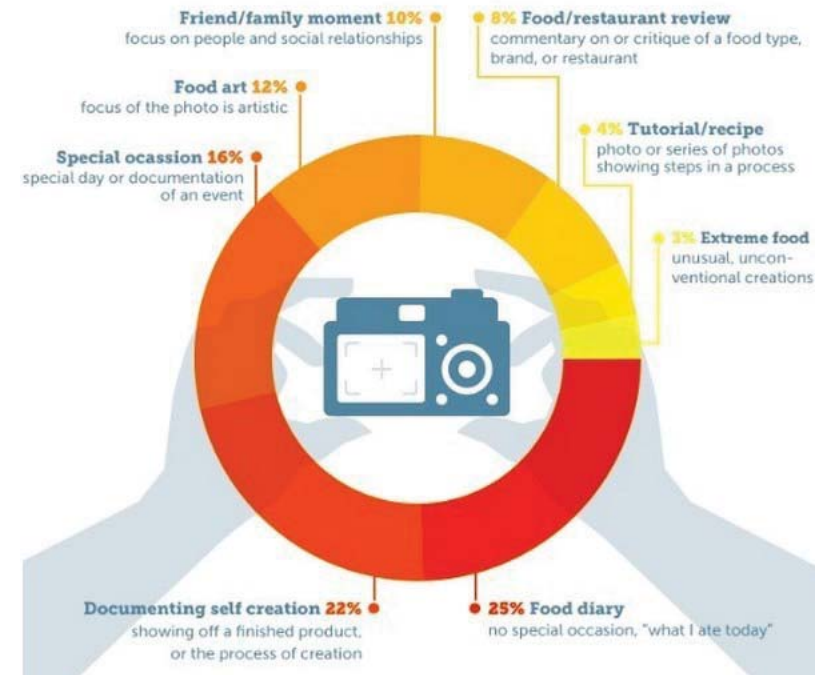 Friend/family moment 10%
focus on people and social relationships
8% Food/restaurant review
commentary on or critique of a food type,
brand, or restaurant
Food art 12%
focus of the photo is artistic
4% Tutorial/recipe
photo or series of photos
showing steps in a process
Special ocassion 16%
special day or documentation
of an event
3% Extreme food
unusual, uncon-
ventional creations
Documenting self creation 22%
showing off a finished product,
or the process of creation
25% Food diary
no special occasion, "what I ate today"